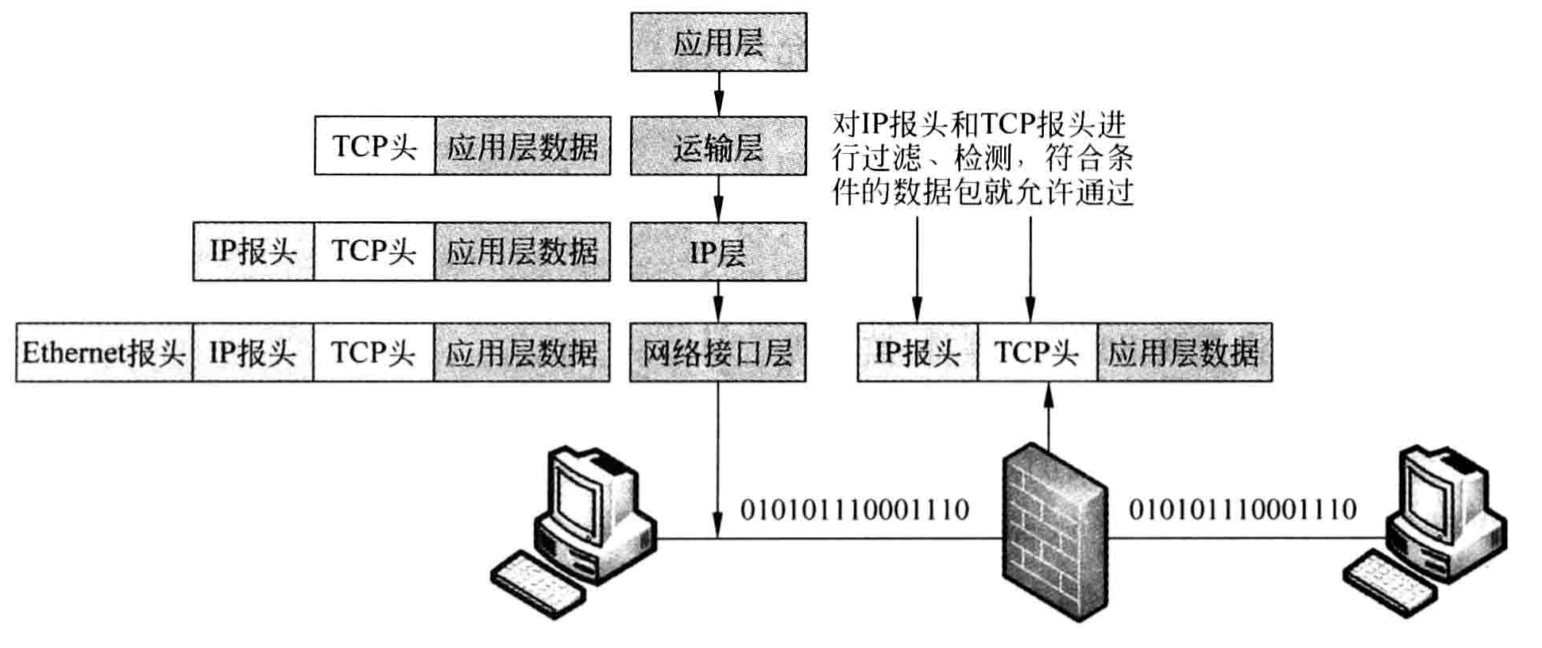 应用层
TCP头 应用层数据 运输层
对IP报头和TCP报头进
行过滤、检测，符合条
件的数据包就允许通过
IP报头 TCP头 应用层数据 IP层
Ethernet报头 IP报头 TCP头 应用层数据 网络接口层
IP报头 TCP头 应用层数据
010101110001110
010101110001110